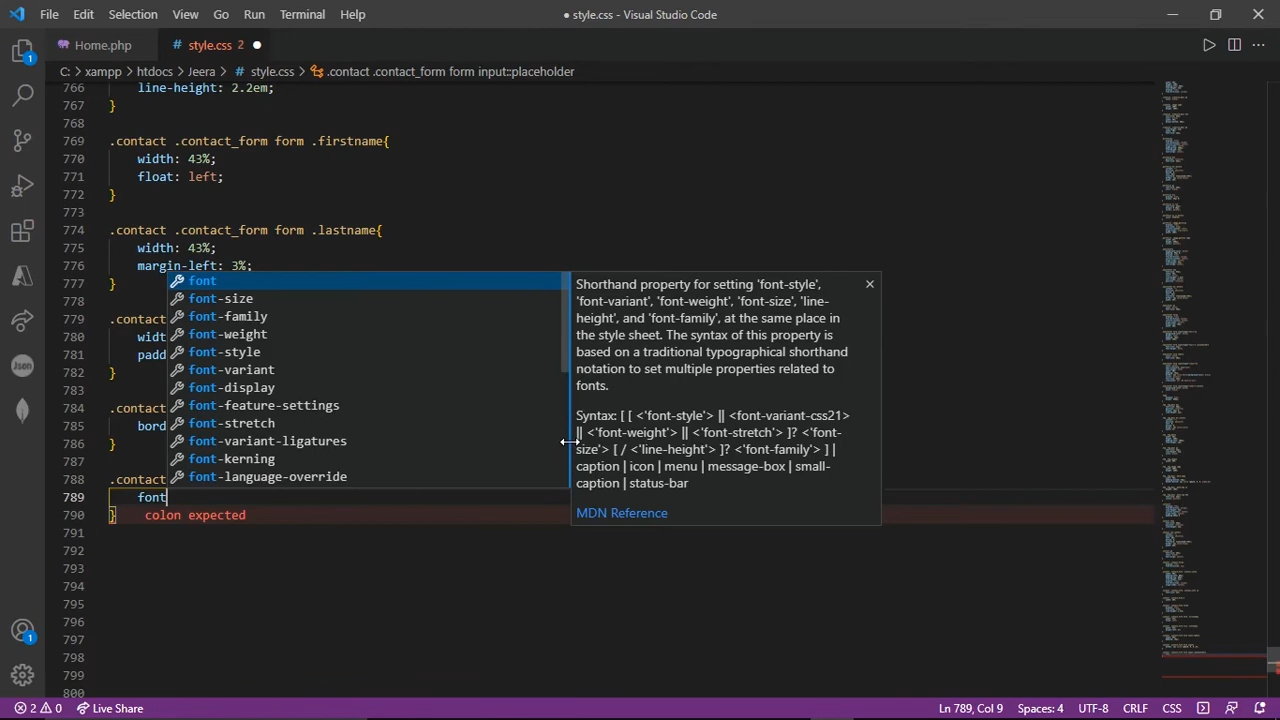 File Edit Selection View Go Run Terminal Help
● style.css - Visual Studio Code
Home.php
# style.css 2 ●
C: > xampp > htdocs > Jeera > # style.css > .contact .contact_form form input::placeholder
766 line-height: 2.2em;
767 }
768
769 .contact .contact_form form .firstname{
770 width: 43%;
771 float: left;
772 }
773
774 .contact .contact_form form .lastname{
775 width: 43%;
776 margin-left: 3%;
777 }
778
779 .conta
780 wid
781 padd
782 }
783
784 .conta
785 bord
786 }
787
788 .contact
789 font
790 } colon expected
791
792
793
794
795
796
797
798
799
800
font
font-size
font-family
font-weight
font-style
font-variant
font-display
font-feature-settings
font-stretch
font-variant-ligatures
font-kerning
font-language-override
Shorthand property for setting 'font-style',
'font-variant', 'font-weight', 'font-size', 'line-
height', and 'font-family', at the same place in
the style sheet. The syntax of this property is
based on a traditional typographical shorthand
notation to set multiple properties related to
fonts.
Syntax: [ [ <'font-style'> || <font-variant-css21>
|| <'font-weight'> || <'font-stretch'> ]? <'font-
size'> [ / <'line-height'> ]? <'font-family'> ] |
caption | icon | menu | message-box | small-
caption | status-bar
MDN Reference
1
JSON
1
2 0 Live Share
Ln 789, Col 9 Spaces: 4 UTF-8 CRLF CSS